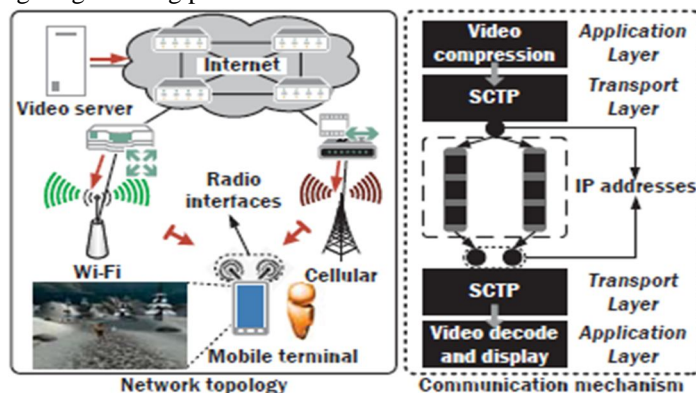 Internet
Video server
Radio
interfaces
Wi-Fi
Cellular
Mobile terminal
Network topology
Video
compression
Application
Layer
SCTP
Transport
Layer
IP addresses
SCTP
Transport
Layer
Video decode
and display
Application
Layer
Communication mechanism